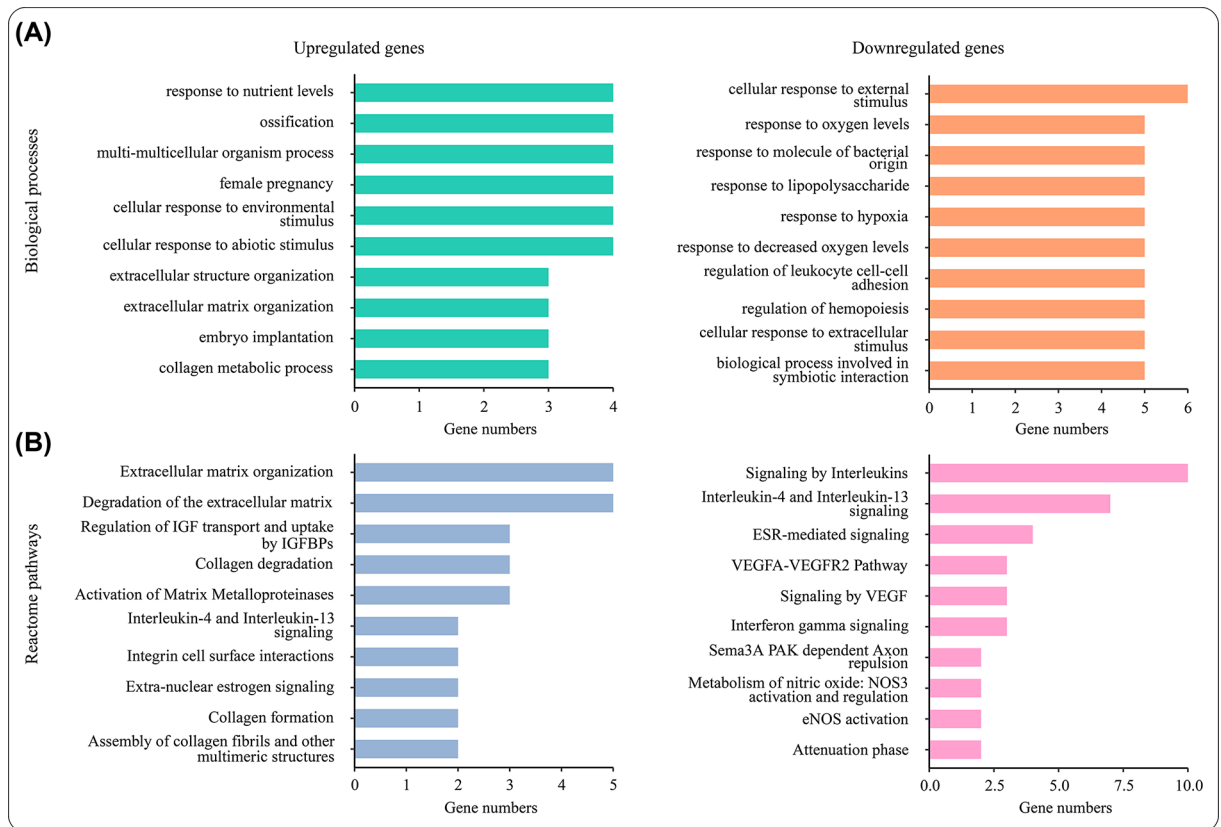 (A)
Upregulated genes
Biological processes
response to nutrient levels
ossification
multi-multicellular organism process
female pregnancy
cellular response to environmental
stimulus
cellular response to abiotic stimulus
extracellular structure organization
extracellular matrix organization
embryo implantation
collagen metabolic process
0 1 2 3 4
Gene numbers
Downregulated genes
cellular response to external
stimulus
response to oxygen levels
response to molecule of bacterial
origin
response to lipopolysaccharide
response to hypoxia
response to decreased oxygen levels
regulation of leukocyte cell-cell
adhesion
regulation of hemopoiesis
cellular response to extracellular
stimulus
biological process involved in
symbiotic interaction
0 1 2 3 4 5 6
Gene numbers
(B)
Reactome pathways
Extracellular matrix organization
Degradation of the extracellular matrix
Regulation of IGF transport and uptake
by IGFBPs
Collagen degradation
Activation of Matrix Metalloproteinases
Interleukin-4 and Interleukin-13
signaling
Integrin cell surface interactions
Extra-nuclear estrogen signaling
Collagen formation
Assembly of collagen fibrils and other
multimeric structures
0 1 2 3 4 5
Gene numbers
Signaling by Interleukins
Interleukin-4 and Interleukin-13
signaling
ESR-mediated signaling
VEGFA-VEGFR2 Pathway
Signaling by VEGF
Interferon gamma signaling
Sema3A PAK dependent Axon
repulsion
Metabolism of nitric oxide: NOS3
activation and regulation
eNOS activation
Attenuation phase
0.0 2.5 5.0 7.5 10.0
Gene numbers